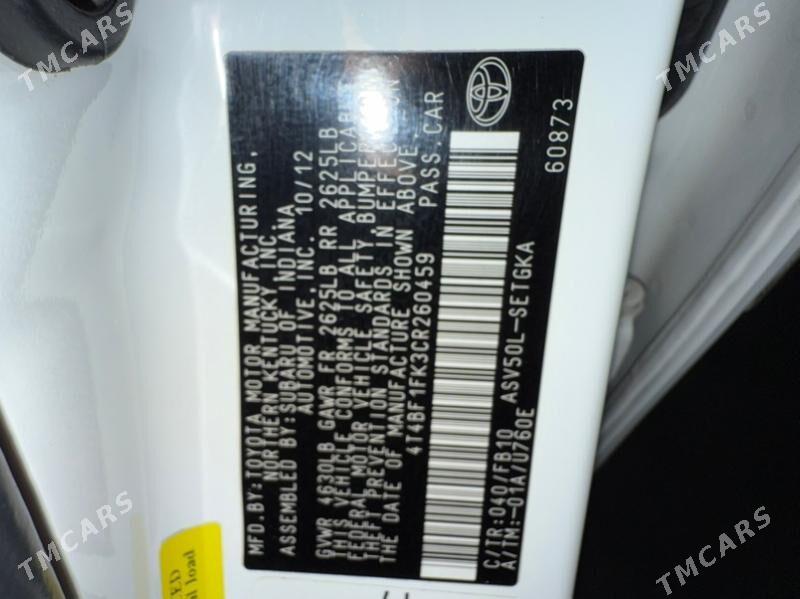 MFD.BY:TOYOTA MOTOR MANUFACTURING,
NORTHERN KENTUCKY, INC.
ASSEMBLED BY:SUBARU OF INDIANA
AUTOMOTIVE, INC. 10/12
GVWR 4630LB GAWR FR 2625LB RR 2625LB
THIS VEHICLE CONFORMS TO ALL APPLICABLE
FEDERAL MOTOR VEHICLE SAFETY, BUMPER, AND
THEFT PREVENTION STANDARDS IN EFFECT ON
THE DATE OF MANUFACTURE SHOWN ABOVE.
4T4BF1FK3CR260459 PASS.CAR
C/TR:040/FB10 ASV50L-SETGKA
A/TM:-01A/U760E
60873
load
TMCARS
TMCARS
TMCARS
TMCARS
TMCARS